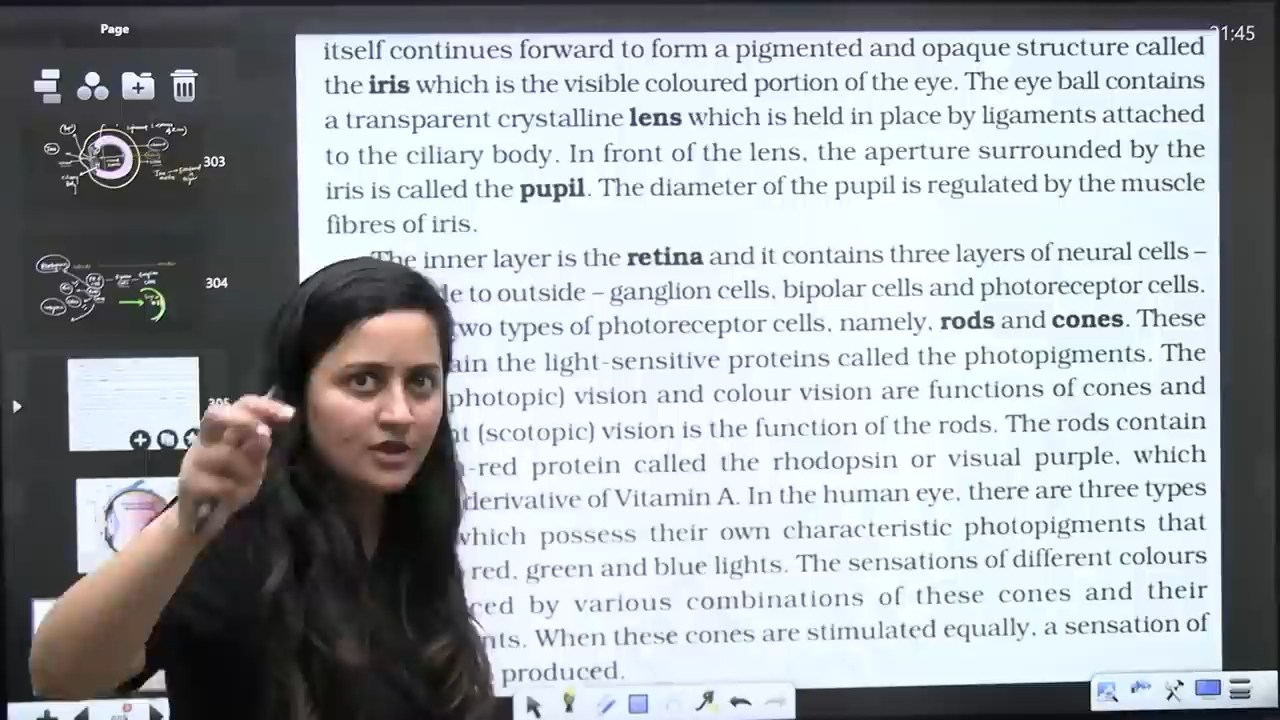 Page
21:45
itself continues forward to form a pigmented and opaque structure called
the iris which is the visible coloured portion of the eye. The eye ball contains
a transparent crystalline lens which is held in place by ligaments attached
to the ciliary body. In front of the lens, the aperture surrounded by the
iris is called the pupil. The diameter of the pupil is regulated by the muscle
fibres of iris.
The inner layer is the retina and it contains three layers of neural cells –
to outside – ganglion cells, bipolar cells and photoreceptor cells.
types of photoreceptor cells, namely, rods and cones. These
the light-sensitive proteins called the photopigments. The
photopic) vision and colour vision are functions of cones and
(scotopic) vision is the function of the rods. The rods contain
-red protein called the rhodopsin or visual purple, which
derivative of Vitamin A. In the human eye, there are three types
which possess their own characteristic photopigments that
red, green and blue lights. The sensations of different colours
by various combinations of these cones and their
When these cones are stimulated equally, a sensation of
produced.
303
304